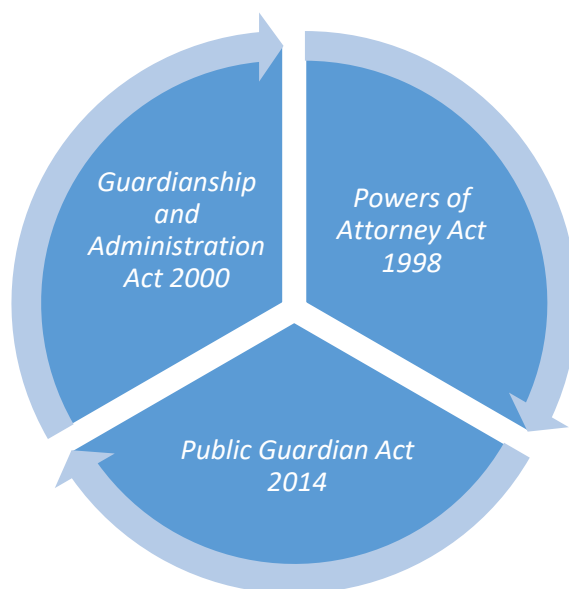 Guardianship
and
Administration
Act 2000
Powers of
Attorney Act
1998
Public Guardian Act
2014